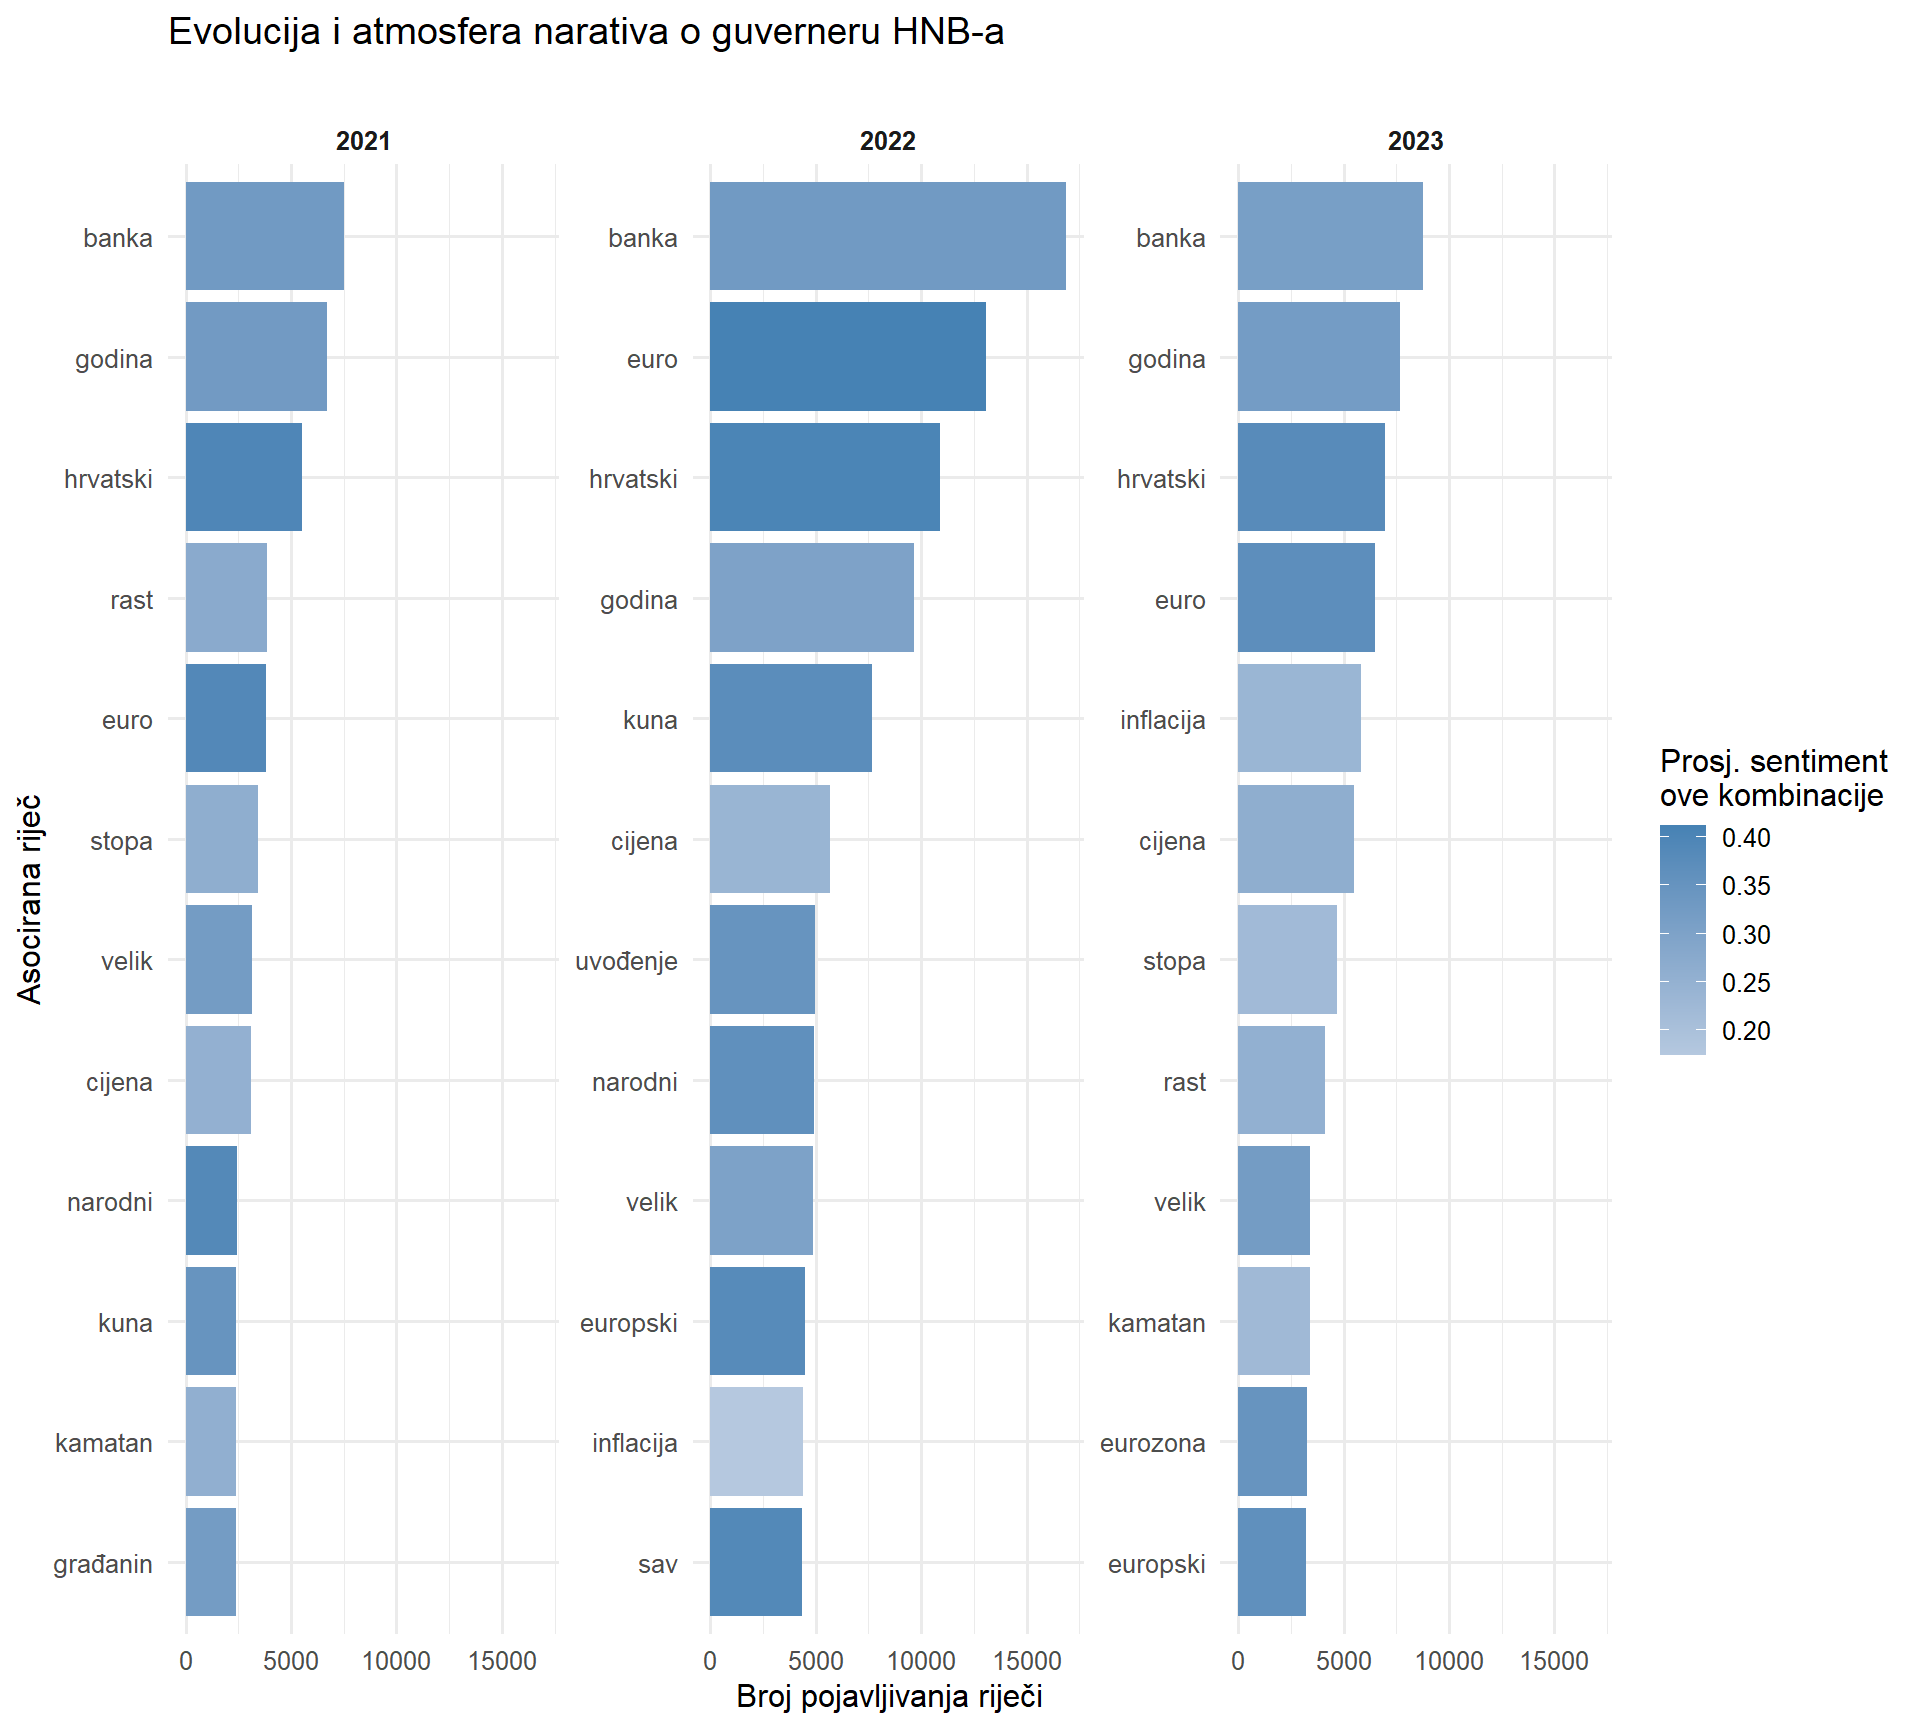 Evolucija i atmosfera narativa o guverneru HNB-a
2021
2022
2023
Asocirana riječ
banka
godina
hrvatski
rast
euro
stopa
velik
cijena
narodni
kuna
kamatan
građanin
banka
euro
hrvatski
godina
kuna
cijena
uvođenje
narodni
velik
europski
inflacija
sav
banka
godina
hrvatski
euro
inflacija
cijena
stopa
rast
velik
kamatan
eurozona
europski
0 5000 10000 15000
0 5000 10000 15000
0 5000 10000 15000
Broj pojavljivanja riječi
Prosj. sentiment
ove kombinacije
0.40
0.35
0.30
0.25
0.20